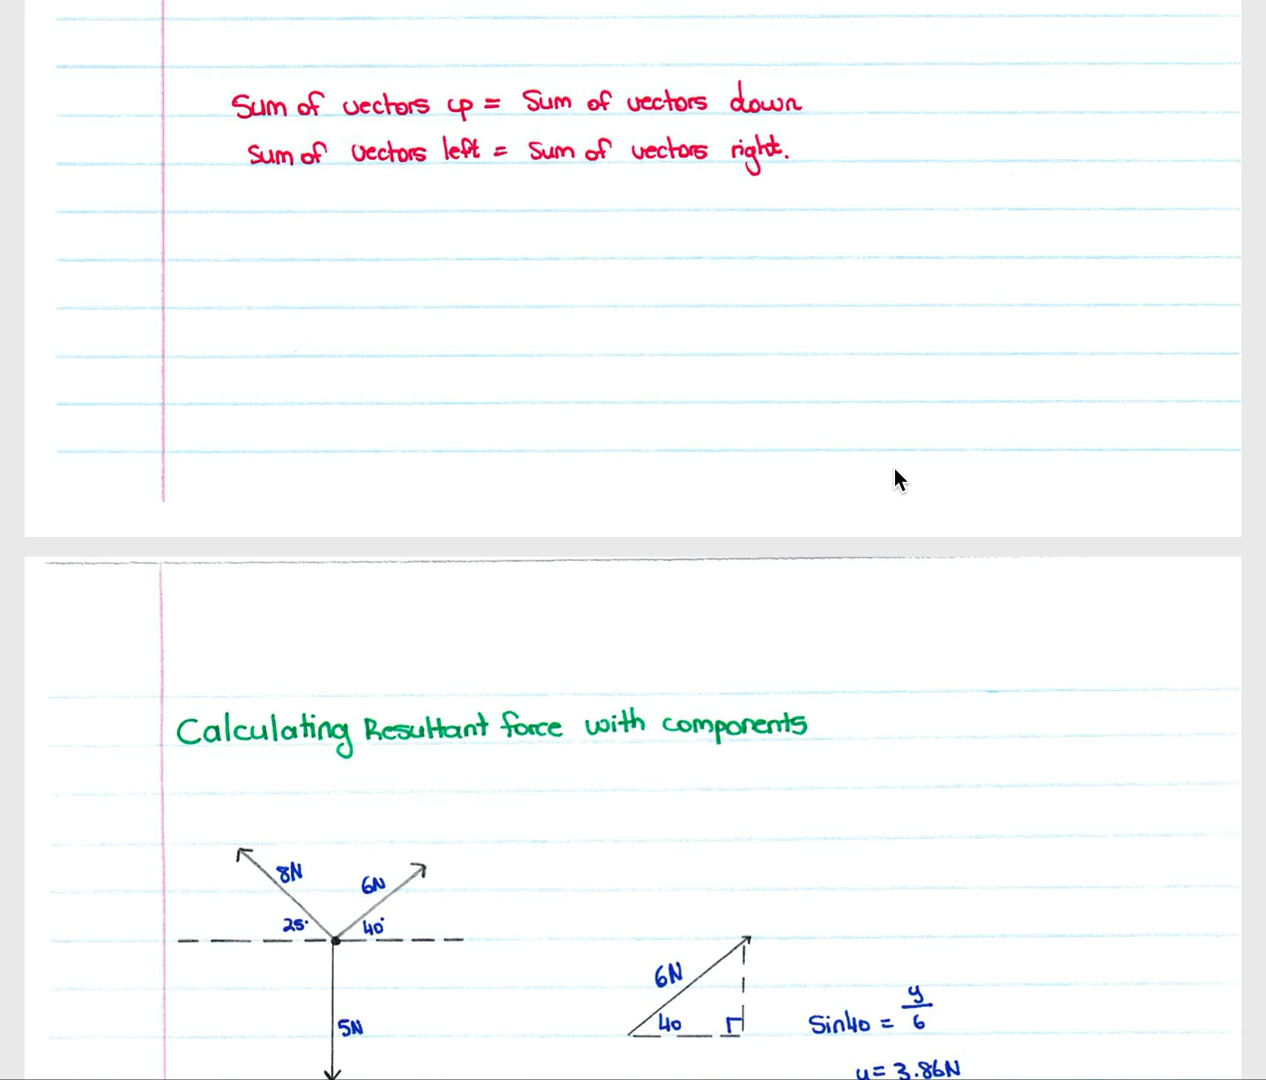 Sum of vectors up = Sum of vectors down
Sum of vectors left = Sum of vectors right.
Calculating Resultant force with components
8N
6N
25°
40°
5N
6N
40
Sin40 = y/6
y = 3.86N